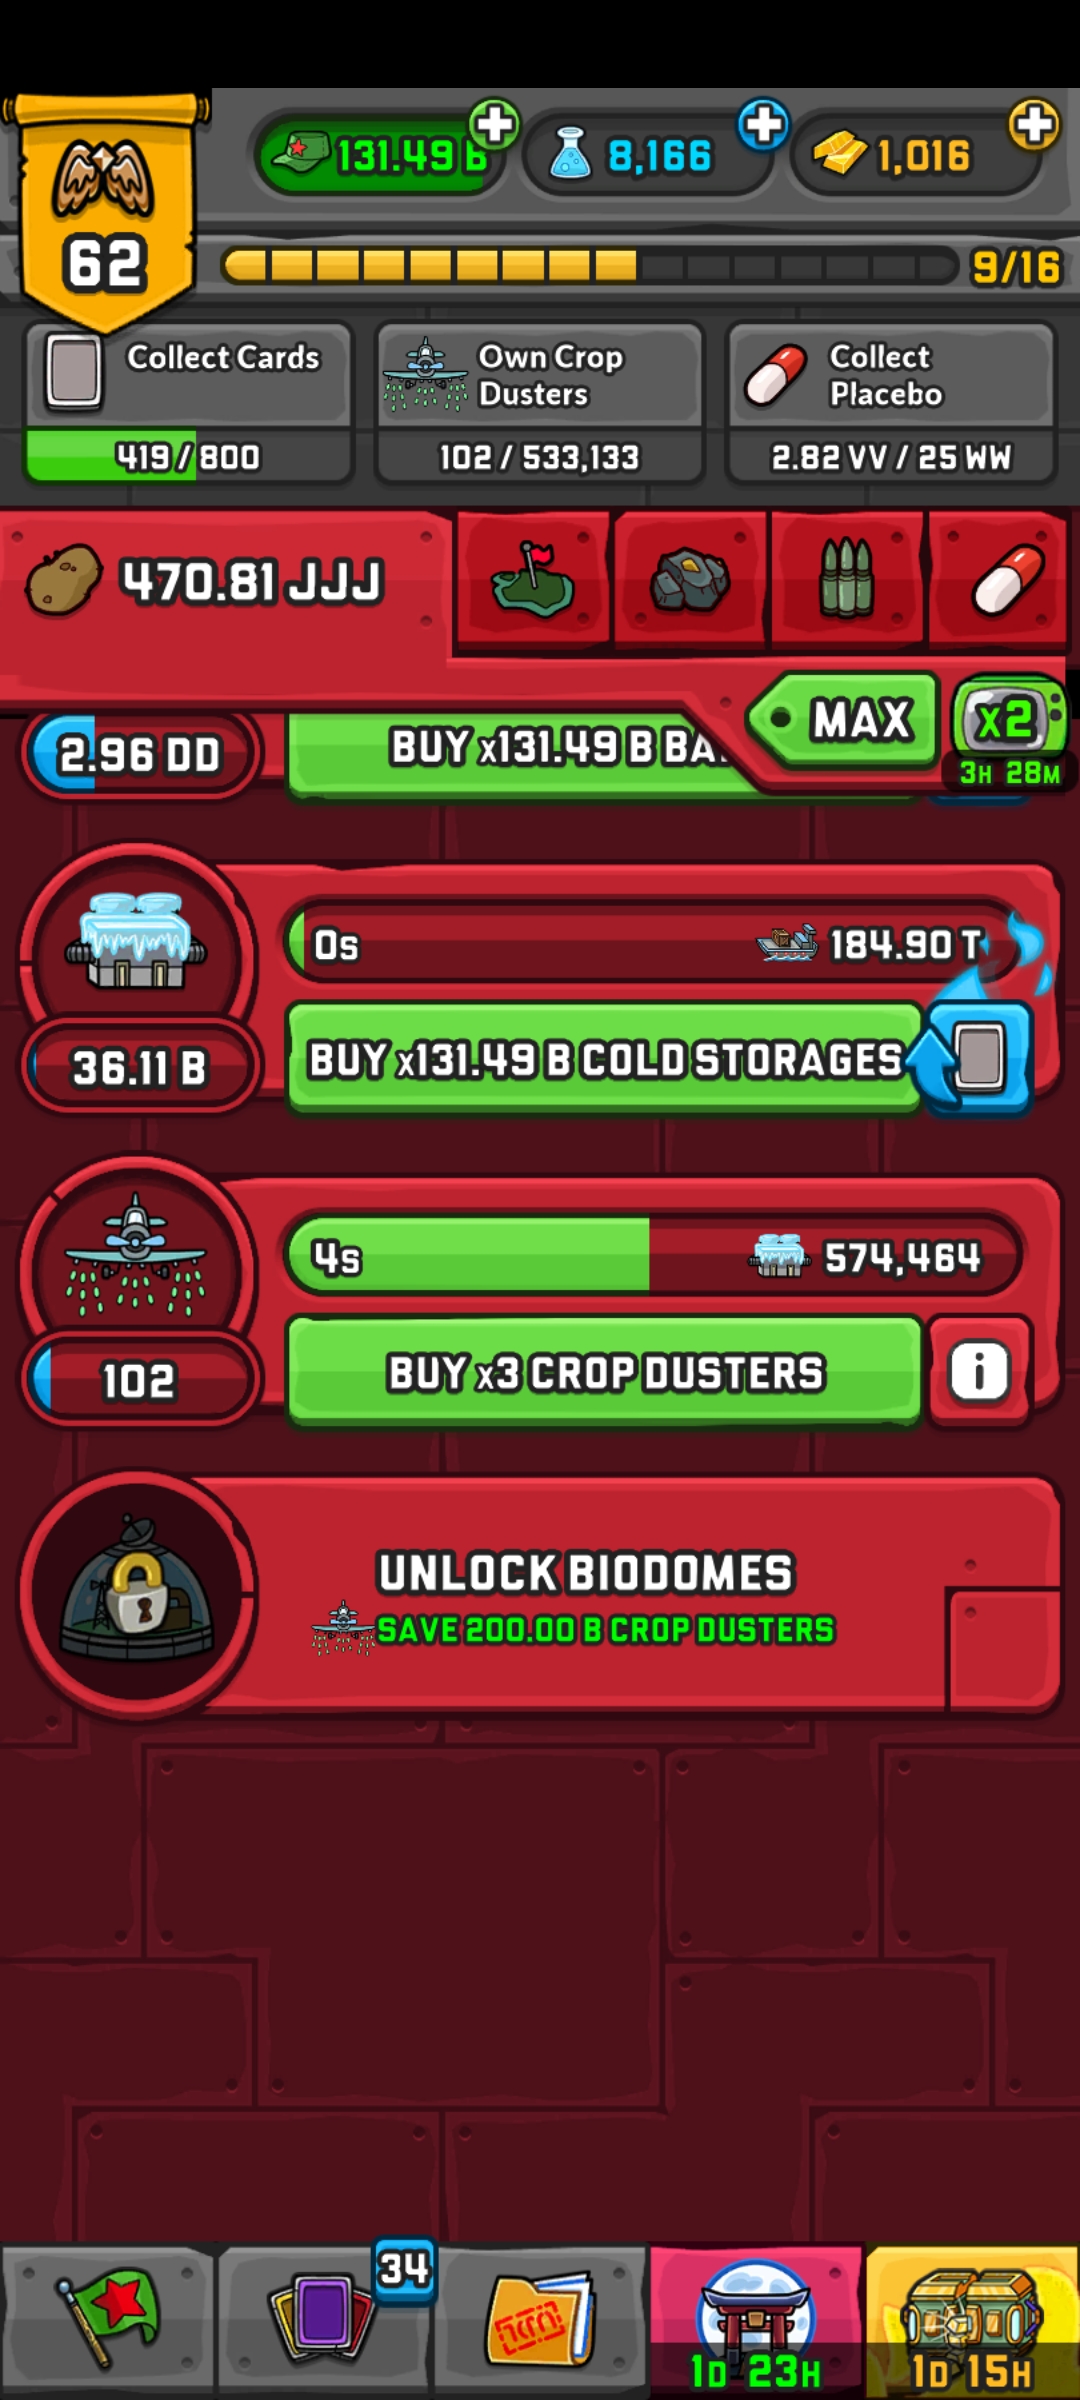 131.49 B
8,166
1,016
62
9/16
Collect Cards
419 / 800
Own Crop
Dusters
102 / 533,133
Collect
Placebo
2.82 VV / 25 WW
470.81 JJJ
MAX
x2
3H 28M
2.96 DD
BUY x131.49 B BA
0s
184.90 T
36.11 B
BUY x131.49 B COLD STORAGES
4s
574,464
102
BUY x3 CROP DUSTERS
i
UNLOCK BIODOMES
SAVE 200.00 B CROP DUSTERS
34
1D 23H
1D 15H